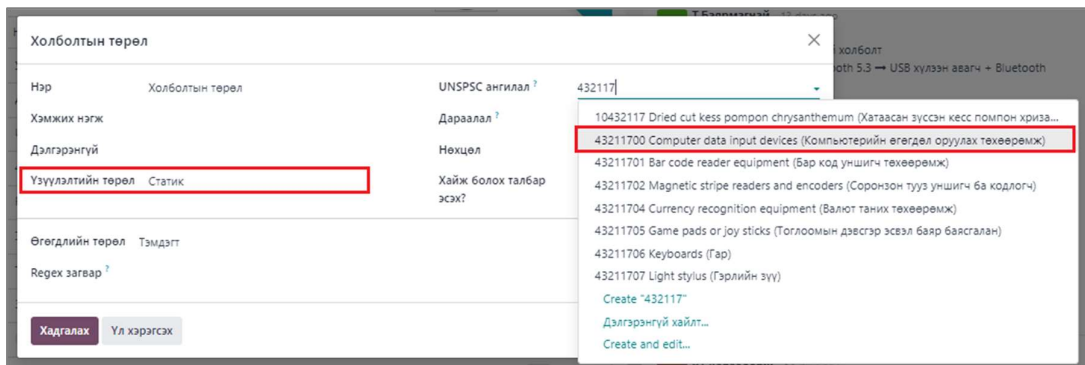 Т.Баярмагнай
Холболтын төрөл
холболт
oth 5.3 → USB хүлээн авагч + Bluetooth
Нэр Холболтын төрөл
UNSPSC ангилал ? 432117
Хэмжих нэгж
Дараалал ?
Дэлгэрэнгүй
Нөхцөл
Үзүүлэлтийн төрөл Статик
Хайж болох талбар эсэх?
Өгөгдлийн төрөл Тэмдэгт
Regex загвар ?
Хадгалах Үл хэрэгсэх
10432117 Dried cut kess pompon chrysanthemum (Хатаасан зүссэн кесс помпон хриза...
43211700 Computer data input devices (Компьютерийн өгөгдөл оруулах төхөөрөмж)
43211701 Bar code reader equipment (Бар код уншигч төхөөрөмж)
43211702 Magnetic stripe readers and encoders (Соронзон тууз уншигч ба кодлогч)
43211704 Currency recognition equipment (Валют таних төхөөрөмж)
43211705 Game pads or joy sticks (Тоглоомын дэвсгэр эсвэл баяр баясгалан)
43211706 Keyboards (Гар)
43211707 Light stylus (Гэрлийн зүү)
Create "432117"
Дэлгэрэнгүй хайлт...
Create and edit...